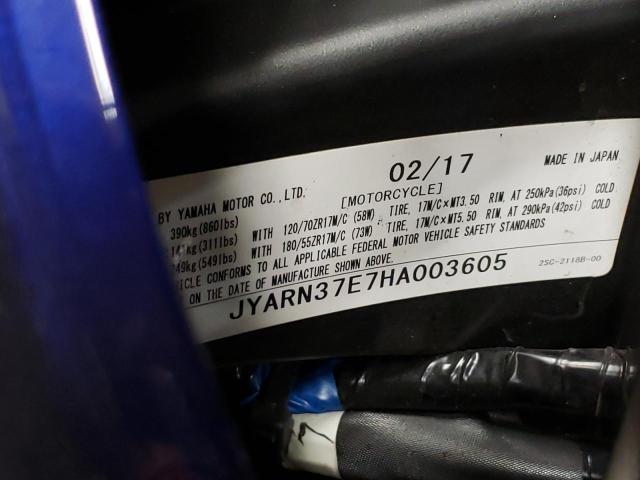 02/17 MADE IN JAPAN
BY YAMAHA MOTOR CO., LTD. [MOTORCYCLE]
390kg (860lbs)
kg (311lbs) WITH 120/70ZR17M/C (58W) TIRE, 17M/C×MT3.50 RIM, AT 250kPa(36psi) COLD
49kg (549lbs) WITH 180/55ZR17M/C (73W) TIRE, 17M/C×MT5.50 RIM, AT 290kPa(42psi) COLD
VEHICLE CONFORMS TO ALL APPLICABLE FEDERAL MOTOR VEHICLE SAFETY STANDARDS
ON THE DATE OF MANUFACTURE SHOWN ABOVE.
JYARN37E7HA003605 2SC-2118B-00